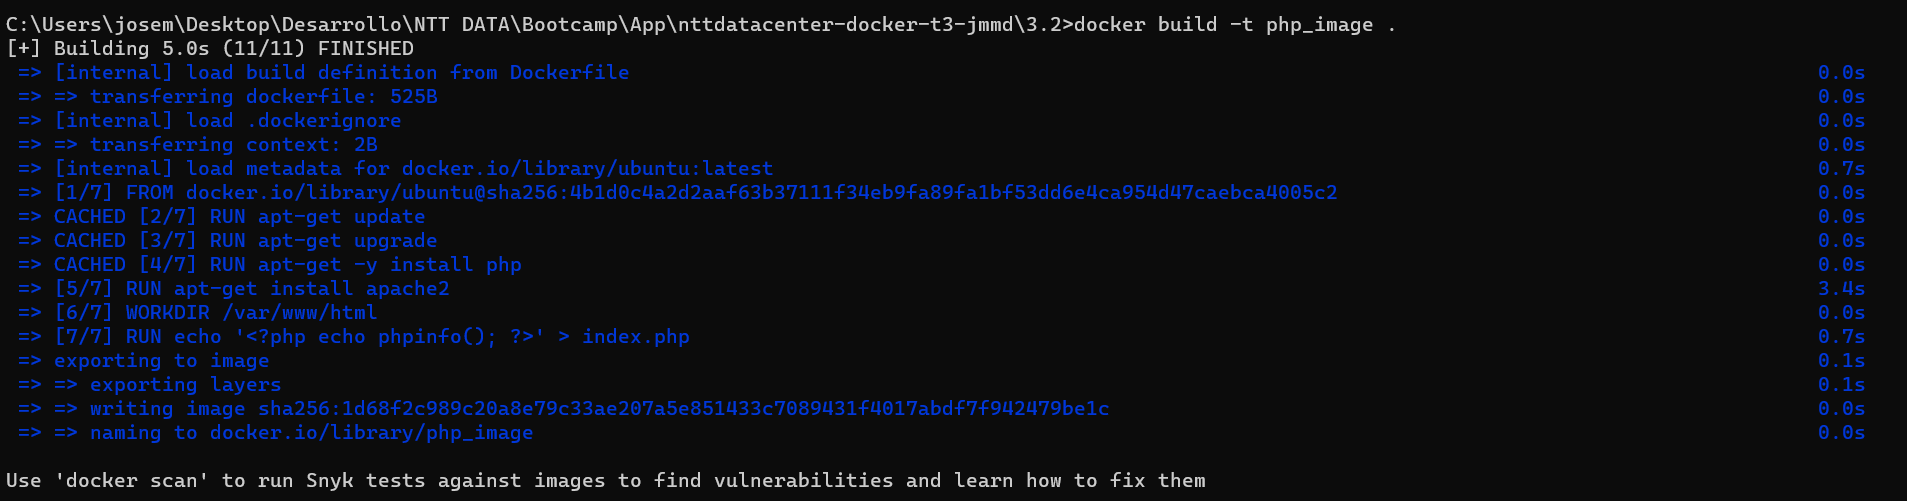 C:\Users\josem\Desktop\Desarrollo\NTT DATA\Bootcamp\App\nttdatacenter-docker-t3-jmmd\3.2>docker build -t php_image .
[+] Building 5.0s (11/11) FINISHED
=> [internal] load build definition from Dockerfile 0.0s
=> => transferring dockerfile: 525B 0.0s
=> [internal] load .dockerignore 0.0s
=> => transferring context: 2B 0.0s
=> [internal] load metadata for docker.io/library/ubuntu:latest 0.7s
=> [1/7] FROM docker.io/library/ubuntu@sha256:4b1d0c4a2d2aaf63b37111f34eb9fa89fa1bf53dd6e4ca954d47caebca4005c2 0.0s
=> CACHED [2/7] RUN apt-get update 0.0s
=> CACHED [3/7] RUN apt-get upgrade 0.0s
=> CACHED [4/7] RUN apt-get -y install php 0.0s
=> [5/7] RUN apt-get install apache2 3.4s
=> [6/7] WORKDIR /var/www/html 0.0s
=> [7/7] RUN echo '<?php echo phpinfo(); ?>' > index.php 0.7s
=> exporting to image 0.1s
=> => exporting layers 0.1s
=> => writing image sha256:1d68f2c989c20a8e79c33ae207a5e851433c7089431f4017abdf7f942479be1c 0.0s
=> => naming to docker.io/library/php_image 0.0s
Use 'docker scan' to run Snyk tests against images to find vulnerabilities and learn how to fix them